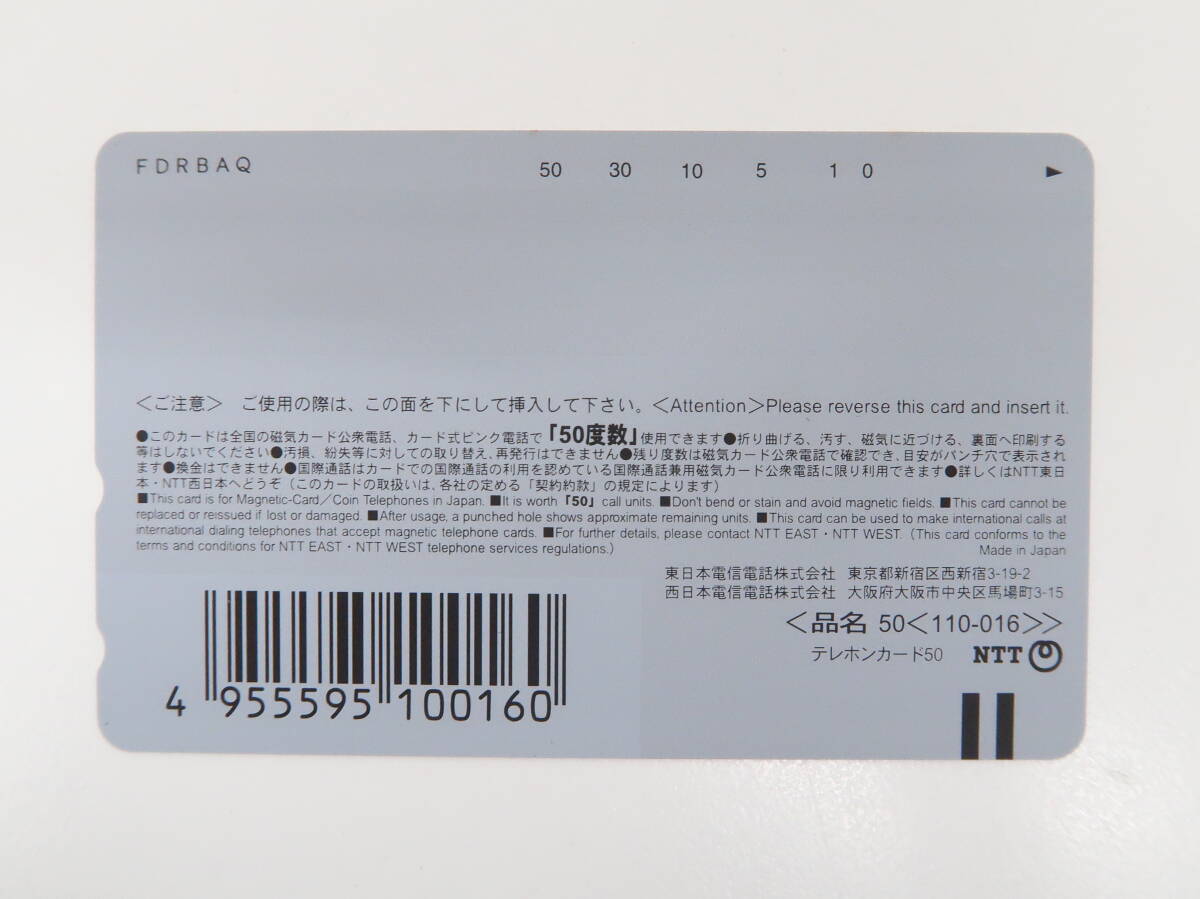 FDRBAQ 50 30 10 5 1 0 ►
＜ご注意＞ ご使用の際は、この面を下にして挿入して下さい。＜Attention＞Please reverse this card and insert it.
●このカードは全国の磁気カード公衆電話、カード式ピンク電話で「50度数」使用できます●折り曲げる、汚す、磁気に近づける、裏面へ印刷する
等はしないでください●汚損、紛失等に対しての取り替え、再発行はできません●残り度数は磁気カード公衆電話で確認でき、目安がパンチ穴で表示され
ます●換金はできません●国際通話はカードでの国際通話の利用を認めている国際通話兼用磁気カード公衆電話に限り利用できます●詳しくはNTT東日
本・NTT西日本へどうぞ（このカードの取扱いは、各社の定める「契約約款」の規定によります）
■This card is for Magnetic-Card／Coin Telephones in Japan. ■It is worth「50」call units. ■Don't bend or stain and avoid magnetic fields. ■This card cannot be
replaced or reissued if lost or damaged. ■After usage, a punched hole shows approximate remaining units. ■This card can be used to make international calls at
international dialing telephones that accept magnetic telephone cards. ■For further details, please contact NTT EAST・NTT WEST. (This card conforms to the
terms and conditions for NTT EAST・NTT WEST telephone services regulations.) Made in Japan
東日本電信電話株式会社 東京都新宿区西新宿3-19-2
西日本電信電話株式会社 大阪府大阪市中央区馬場町3-15
＜品名 50＜110-016＞＞
テレホンカード50 NTT
4 955595 100160